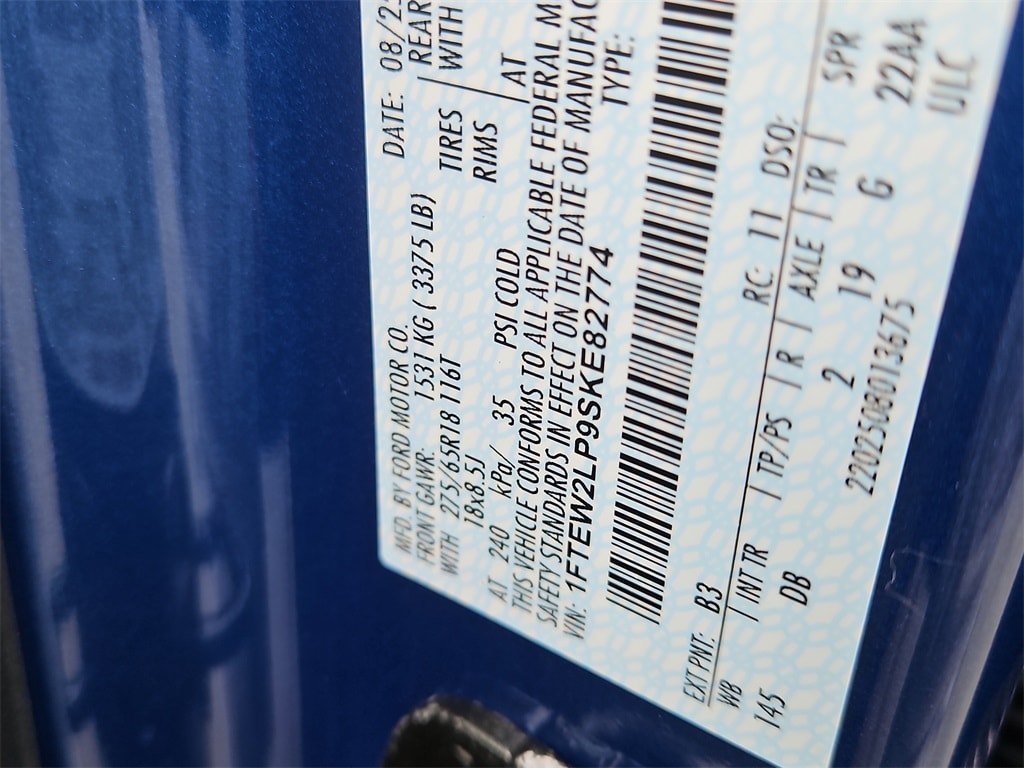 MFD. BY FORD MOTOR CO. DATE: 08/2
FRONT GAWR: 1531 KG ( 3375 LB) REAR
WITH 275/65R18 116T TIRES WITH
18x8.5J RIMS
AT 240 kPa/ 35 PSI COLD AT
THIS VEHICLE CONFORMS TO ALL APPLICABLE FEDERAL M
SAFETY STANDARDS IN EFFECT ON THE DATE OF MANUFAC
VIN: 1FTEW2LP9SKE82774 TYPE:
EXT PNT: B3 RC: 11 DSO:
WB | INT TR | TP/PS | R | AXLE | TR | SPR
145 DB 2 19 G 22AA
2202508013675 ULC